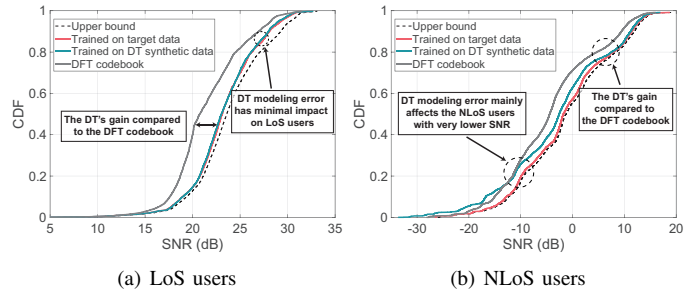 Upper bound
Trained on target data
Trained on DT synthetic data
DFT codebook
1
0.8
0.6
0.4
0.2
0
CDF
The DT's gain compared
to the DFT codebook
DT modeling error
has minimal impact
on LoS users
5
10
15
20
25
30
35
SNR (dB)
(a) LoS users
Upper bound
Trained on target data
Trained on DT synthetic data
DFT codebook
1
0.8
0.6
0.4
0.2
0
CDF
DT modeling error mainly
affects the NLoS users
with very lower SNR
The DT's gain
compared to
the DFT codebook
-30
-20
-10
0
10
20
SNR (dB)
(b) NLoS users